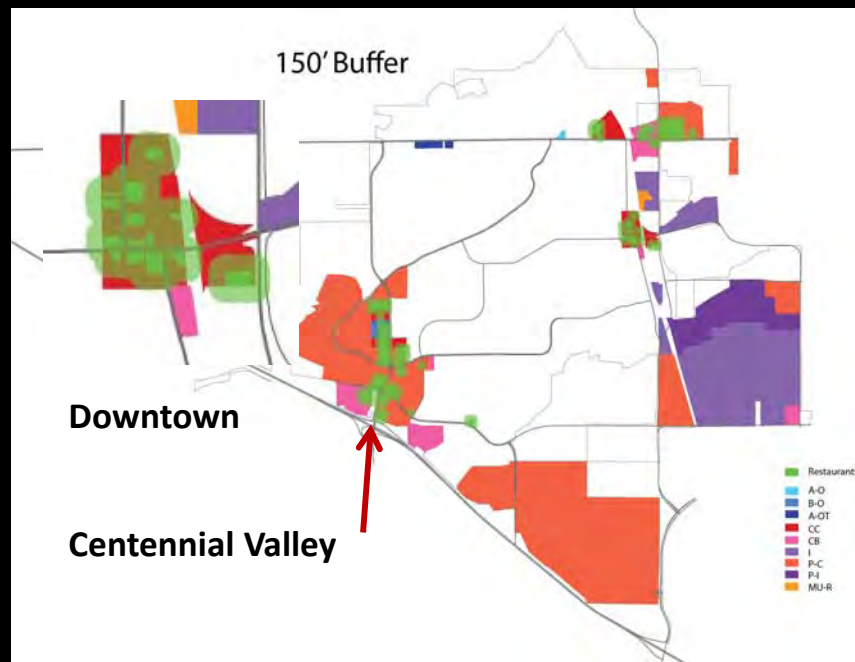 150' Buffer
Downtown
Centennial Valley
Restaurant
A-O
B-O
A-OT
CC
CB
I
P-C
P-I
MU-R